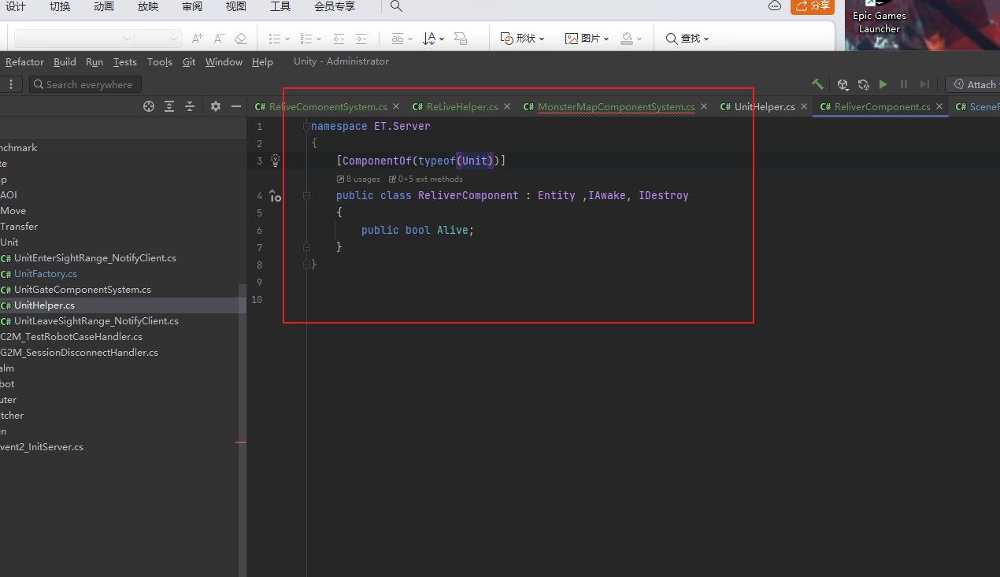 设计 切换 动画 放映 审阅 视图 工具 会员专享 分享
Epic Games
Launcher
形状 图片 查找
Refactor Build Run Tests Tools Git Window Help Unity - Administrator
Search everywhere Attach
ReliveComonentSystem.cs ReLiveHelper.cs MonsterMapComponentSystem.cs UnitHelper.cs ReliverComponent.cs SceneF
1 namespace ET.Server
2 {
3 [ComponentOf(typeof(Unit))]
8 usages 0+5 ext methods
4 public class ReliverComponent : Entity ,IAwake, IDestroy
5 {
6 public bool Alive;
7 }
8 }
9
10
nchmark
te
p
AOI
Move
Transfer
Unit
C# UnitEnterSightRange_NotifyClient.cs
C# UnitFactory.cs
C# UnitGateComponentSystem.cs
C# UnitHelper.cs
C# UnitLeaveSightRange_NotifyClient.cs
C2M_TestRobotCaseHandler.cs
G2M_SessionDisconnectHandler.cs
alm
bot
uter
tcher
n
vent2_InitServer.cs